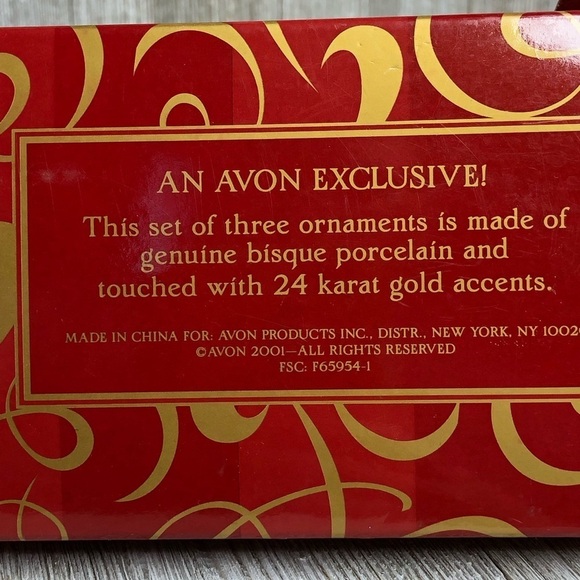 AN AVON EXCLUSIVE!
This set of three ornaments is made of
genuine bisque porcelain and
touched with 24 karat gold accents.
MADE IN CHINA FOR: AVON PRODUCTS INC., DISTR., NEW YORK, NY
©AVON 2001—ALL RIGHTS RESERVED
FSC: F65954-1